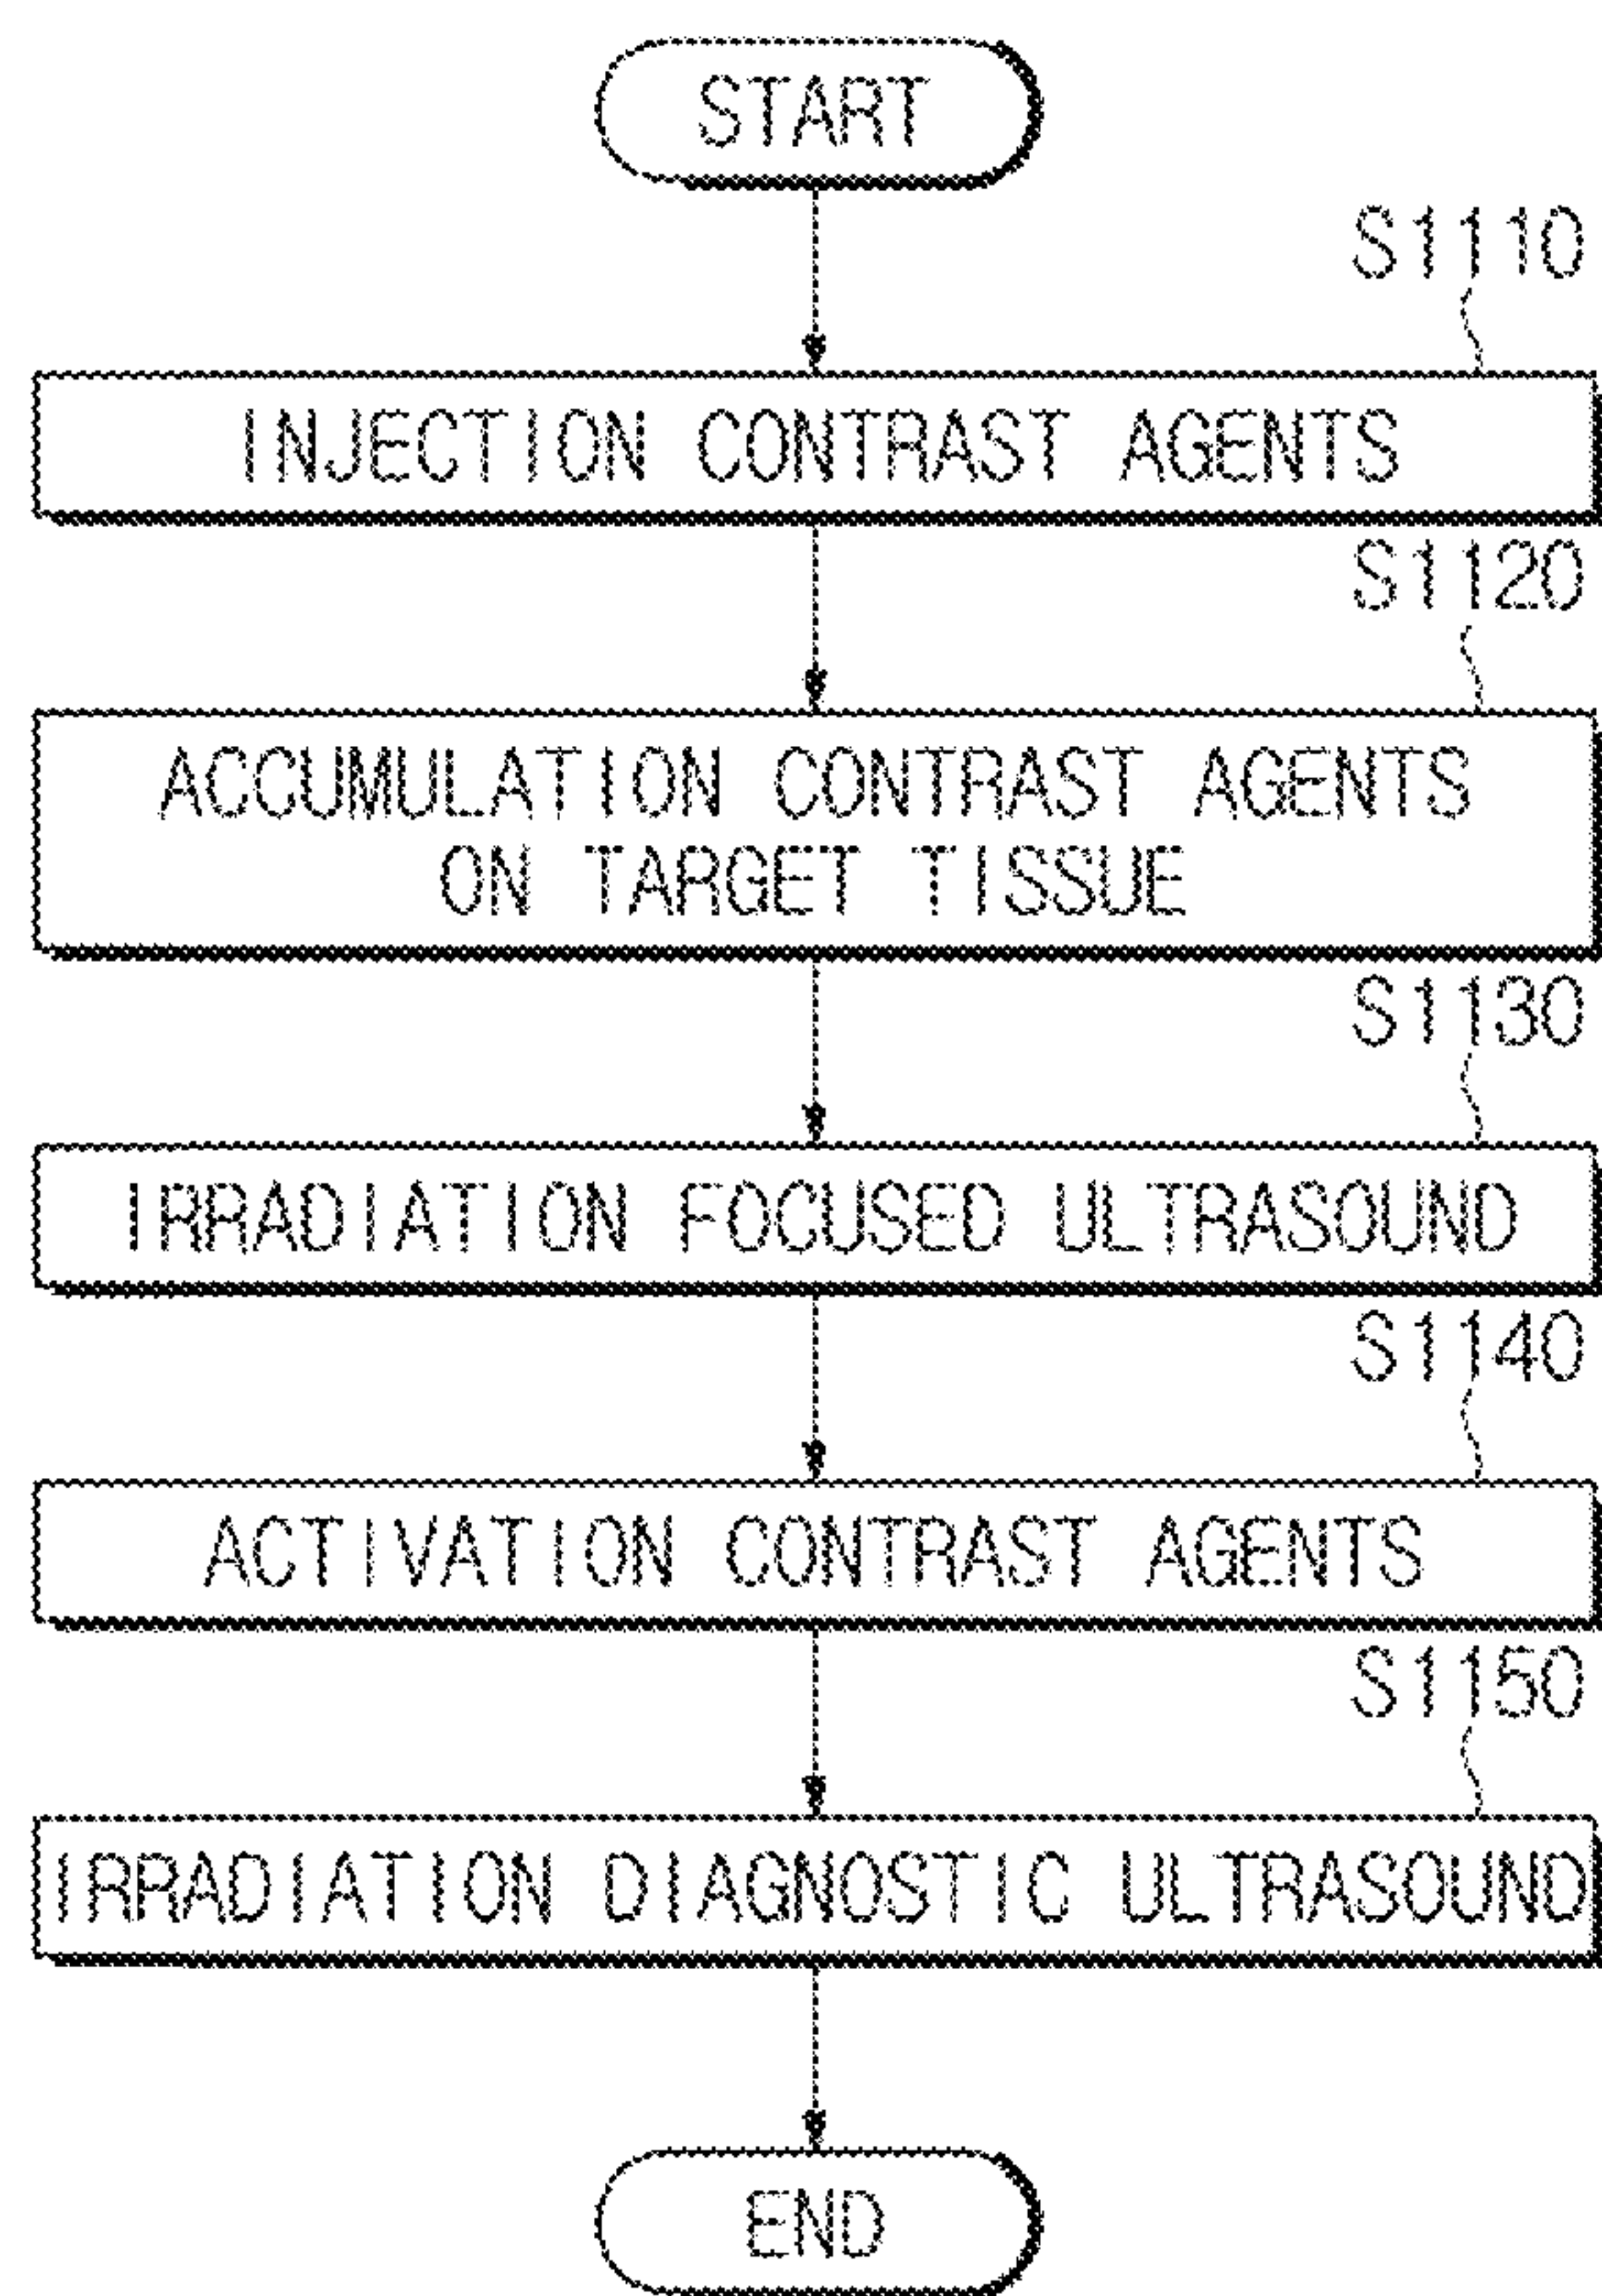 START
S1110
INJECTION CONTRAST AGENTS
S1120
ACCUMULATION CONTRAST AGENTS
ON TARGET TISSUE
S1130
IRRADIATION FOCUSED ULTRASOUND
S1140
ACTIVATION CONTRAST AGENTS
S1150
IRRADIATION DIAGNOSTIC ULTRASOUND
END